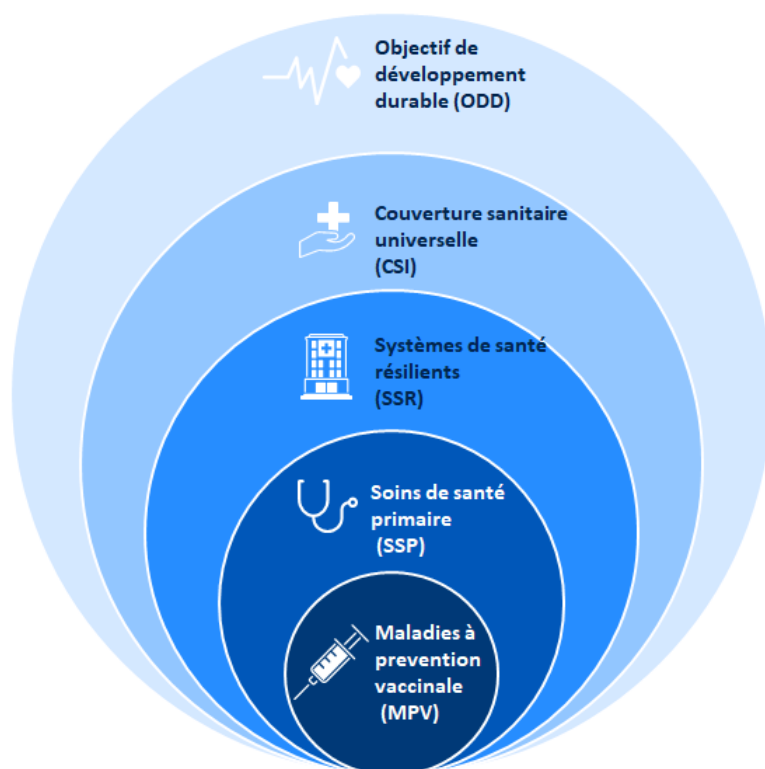 Objectif de
développement
durable (ODD)
Couverture sanitaire
universelle
(CSI)
Systèmes de santé
résilients
(SSR)
Soins de santé
primaire
(SSP)
Maladies à
prevention
vaccinale
(MPV)